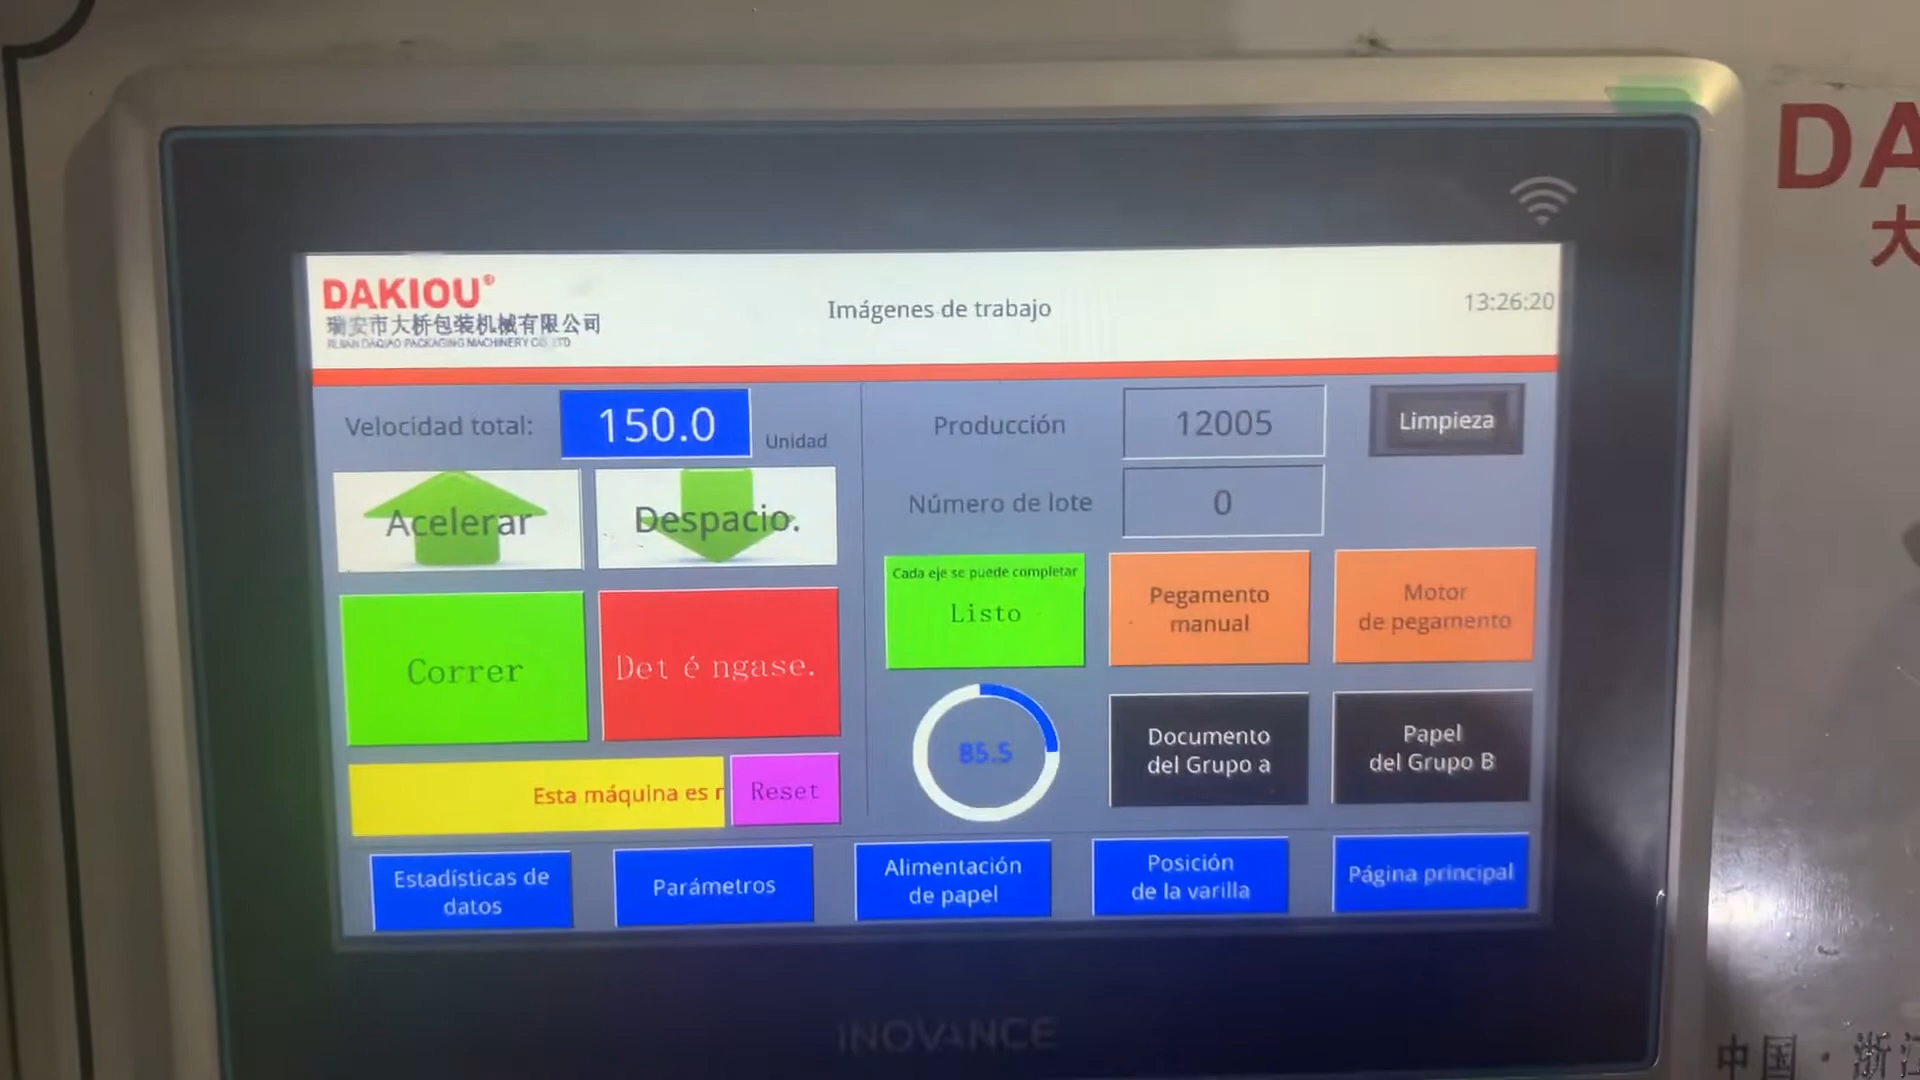 DAKIOU®
瑞安市大桥包装机械有限公司
RUIAN DAQIAO PACKAGING MACHINERY CO., LTD
Imágenes de trabajo
13:26:20
Velocidad total:
150.0
Unidad
Producción
12005
Limpieza
Número de lote
0
Acelerar
Despacio.
Cada eje se puede completar
Listo
Pegamento
manual
Motor
de pegamento
Correr
Det é ngase.
85.5
Documento
del Grupo a
Papel
del Grupo B
Esta máquina es
Reset
Estadísticas de
datos
Parámetros
Alimentación
de papel
Posición
de la varilla
Página principal
INOVANCE
DA
大
中国·浙江